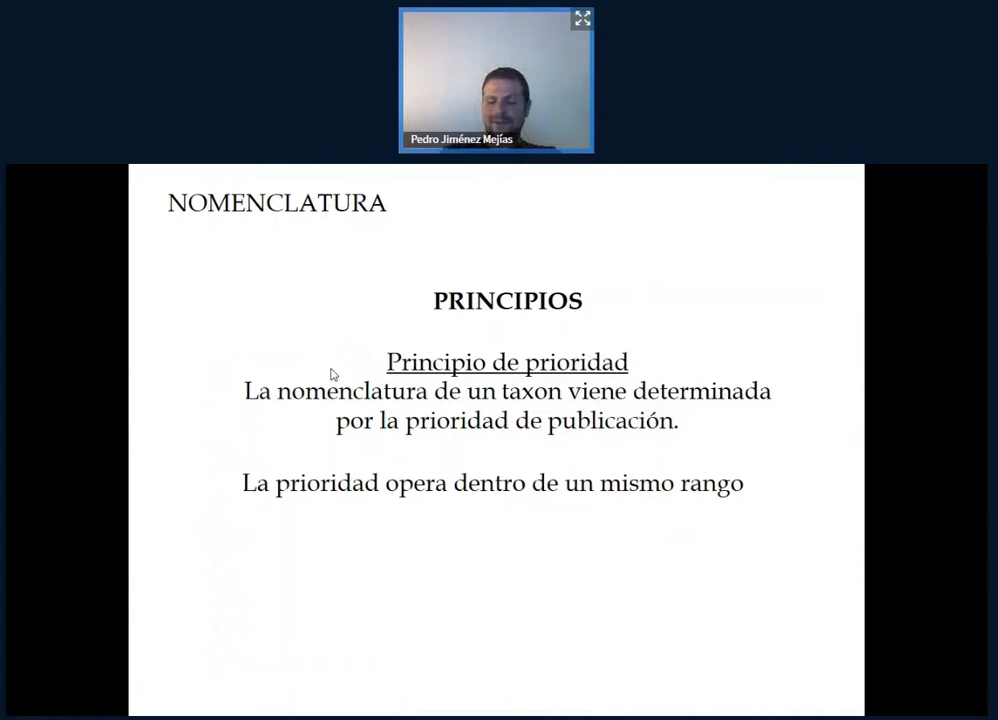 Pedro Jiménez Mejías
NOMENCLATURA
PRINCIPIOS
Principio de prioridad
La nomenclatura de un taxon viene determinada
por la prioridad de publicación.
La prioridad opera dentro de un mismo rango